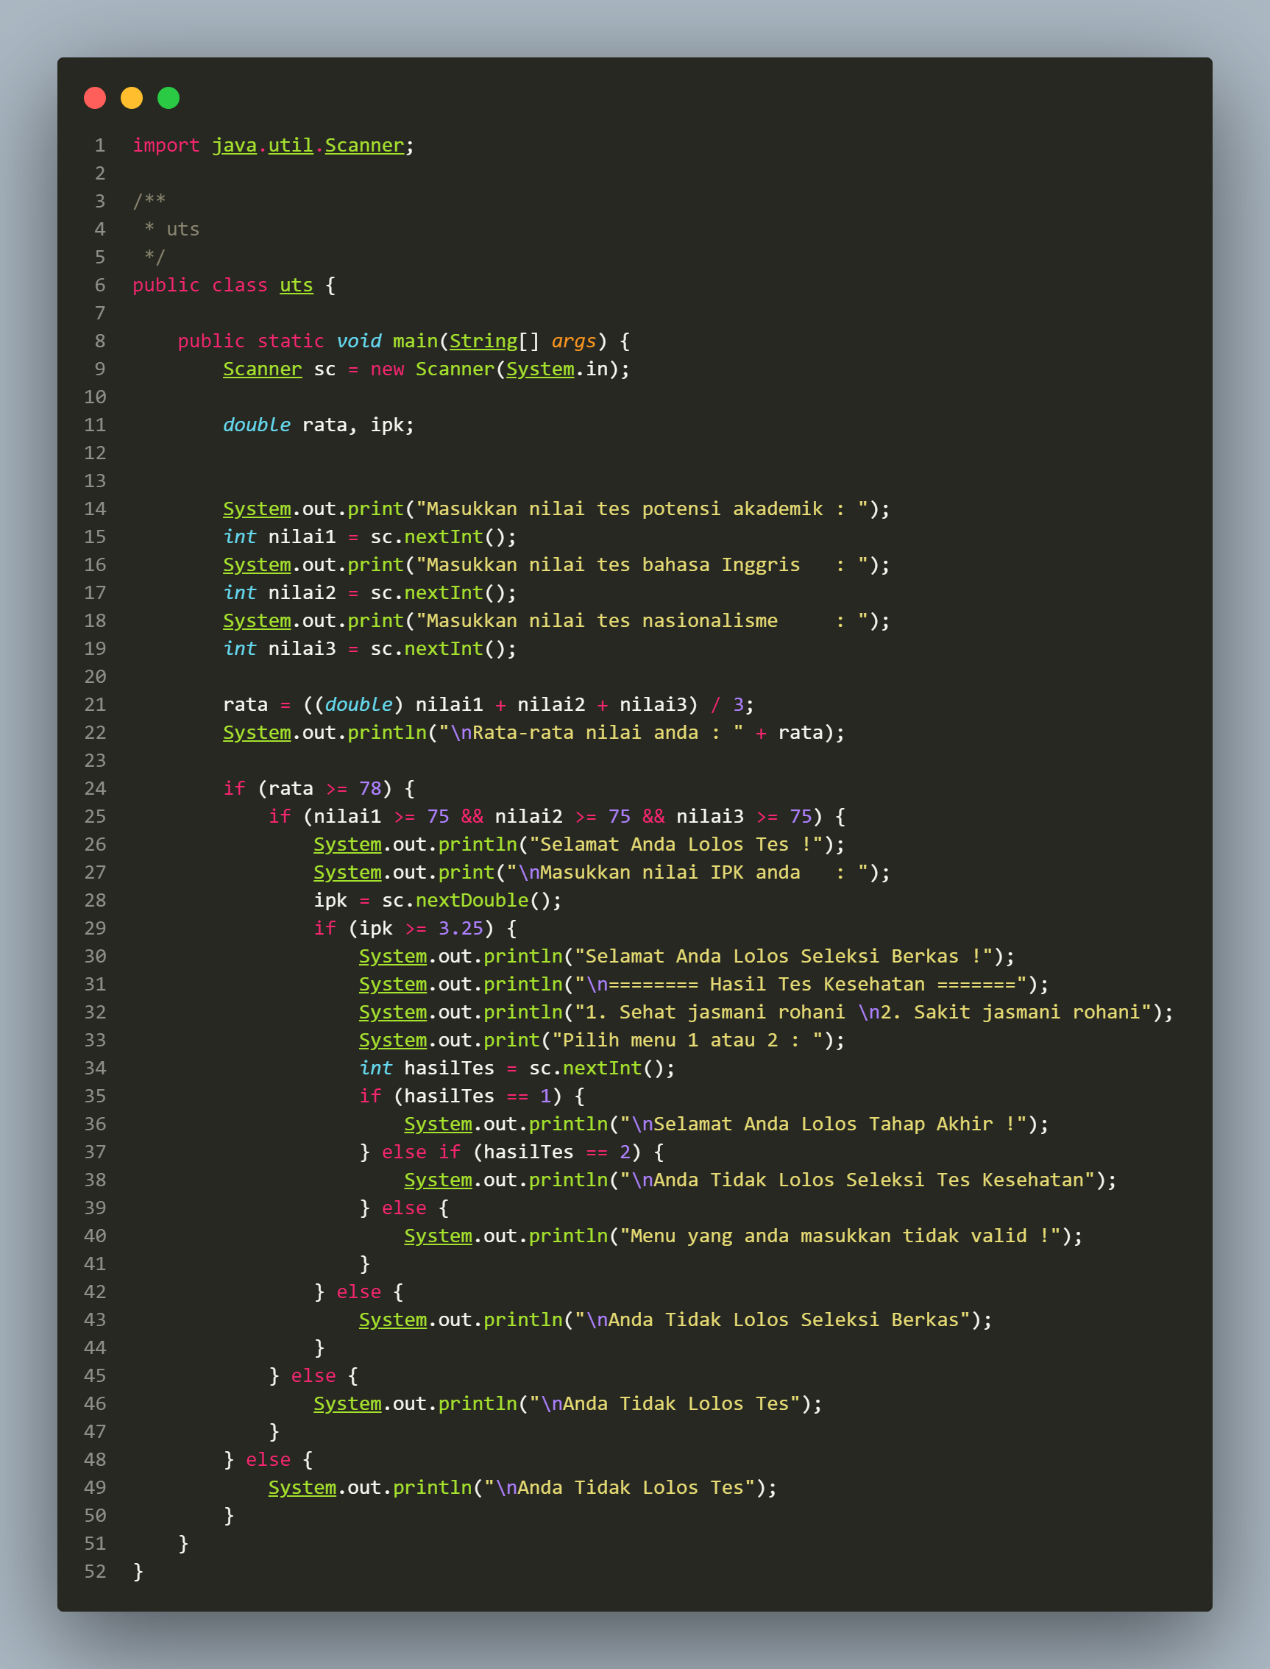 1 import java.util.Scanner;
2
3 /**
4  * uts
5  */
6 public class uts {
7
8     public static void main(String[] args) {
9         Scanner sc = new Scanner(System.in);
10
11         double rata, ipk;
12
13
14         System.out.print("Masukkan nilai tes potensi akademik : ");
15         int nilai1 = sc.nextInt();
16         System.out.print("Masukkan nilai tes bahasa Inggris   : ");
17         int nilai2 = sc.nextInt();
18         System.out.print("Masukkan nilai tes nasionalisme     : ");
19         int nilai3 = sc.nextInt();
20
21         rata = ((double) nilai1 + nilai2 + nilai3) / 3;
22         System.out.println("\nRata-rata nilai anda : " + rata);
23
24         if (rata >= 78) {
25             if (nilai1 >= 75 && nilai2 >= 75 && nilai3 >= 75) {
26                 System.out.println("Selamat Anda Lolos Tes !");
27                 System.out.print("\nMasukkan nilai IPK anda   : ");
28                 ipk = sc.nextDouble();
29                 if (ipk >= 3.25) {
30                     System.out.println("Selamat Anda Lolos Seleksi Berkas !");
31                     System.out.println("\n======== Hasil Tes Kesehatan =======");
32                     System.out.println("1. Sehat jasmani rohani \n2. Sakit jasmani rohani");
33                     System.out.print("Pilih menu 1 atau 2 : ");
34                     int hasilTes = sc.nextInt();
35                     if (hasilTes == 1) {
36                         System.out.println("\nSelamat Anda Lolos Tahap Akhir !");
37                     } else if (hasilTes == 2) {
38                         System.out.println("\nAnda Tidak Lolos Seleksi Tes Kesehatan");
39                     } else {
40                         System.out.println("Menu yang anda masukkan tidak valid !");
41                     }
42                 } else {
43                     System.out.println("\nAnda Tidak Lolos Seleksi Berkas");
44                 }
45             } else {
46                 System.out.println("\nAnda Tidak Lolos Tes");
47             }
48         } else {
49             System.out.println("\nAnda Tidak Lolos Tes");
50         }
51     }
52 }